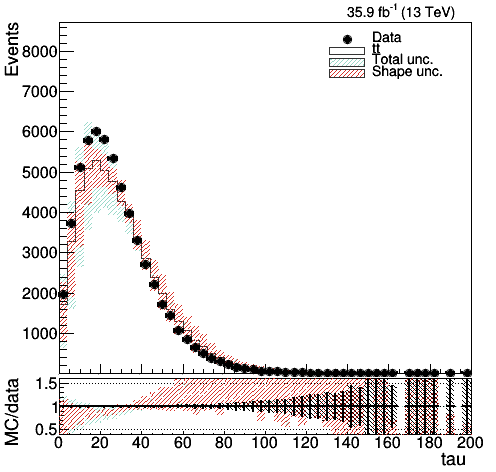 35.9 fb⁻¹ (13 TeV)
Events
8000
7000
6000
5000
4000
3000
2000
1000
Data
tt
Total unc.
Shape unc.
MC/data
1.5
1
0.5
0 20 40 60 80 100 120 140 160 180 200
tau